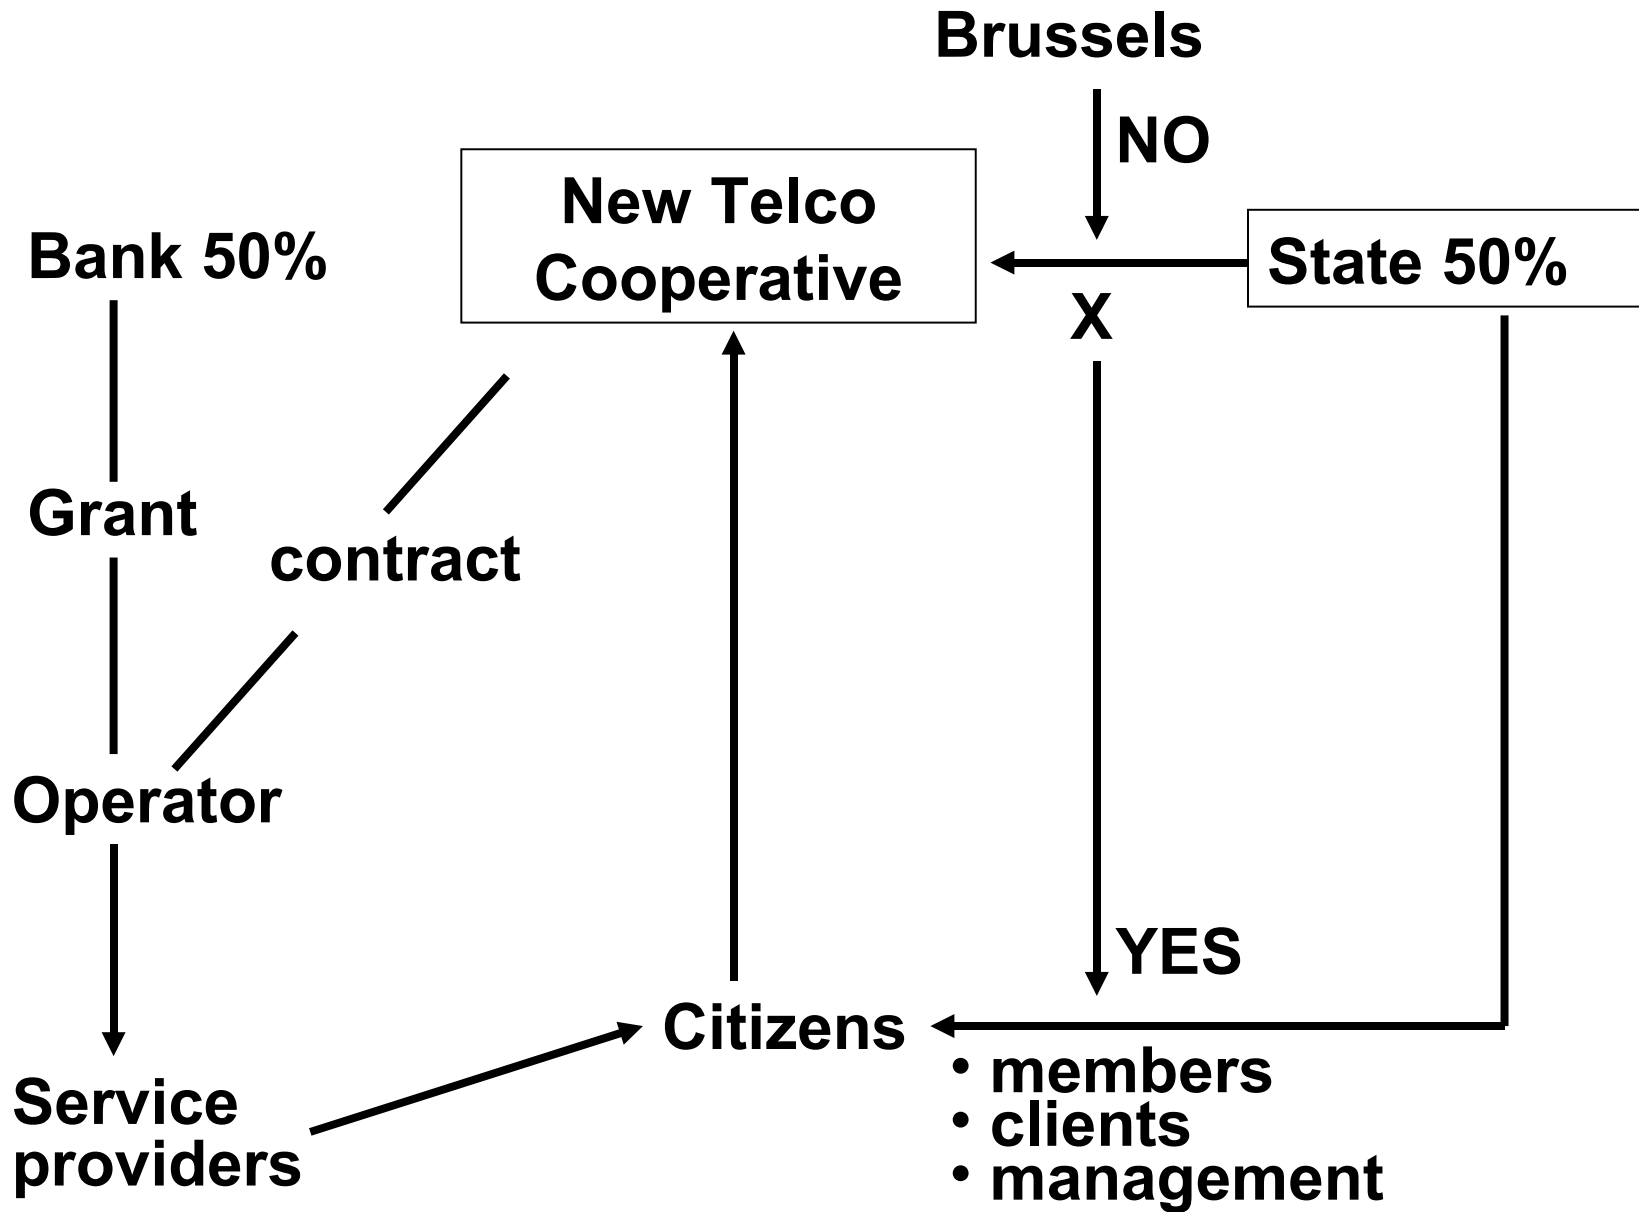 Brussels
NO
New Telco
Cooperative
Bank 50%
State 50%
X
Grant
contract
Operator
YES
Citizens
• members
• clients
• management
Service
providers